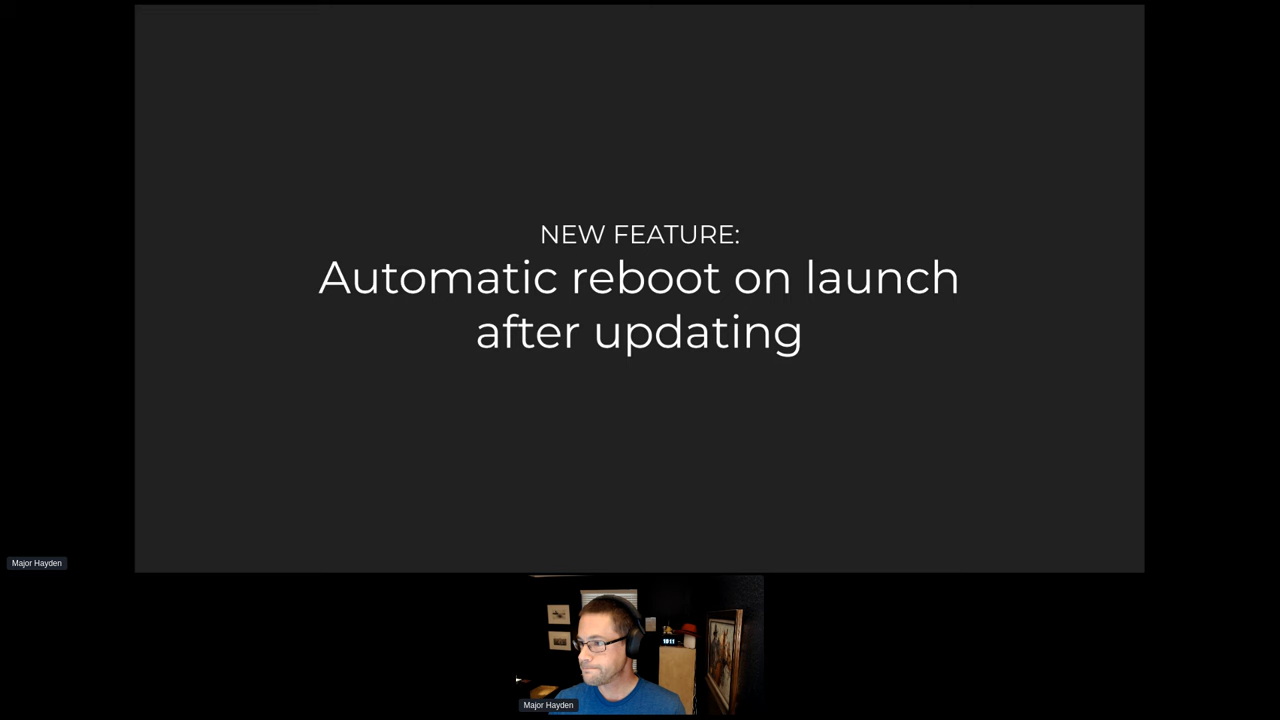 NEW FEATURE:
Automatic reboot on launch
after updating
Major Hayden
Major Hayden